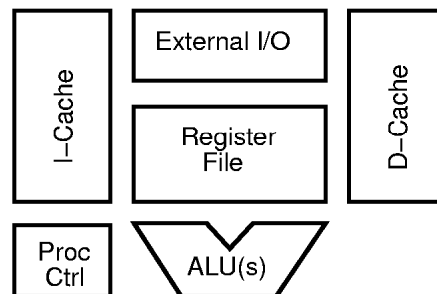 I–Cache
External I/O
D–Cache
Register
File
Proc
Ctrl
ALU(s)